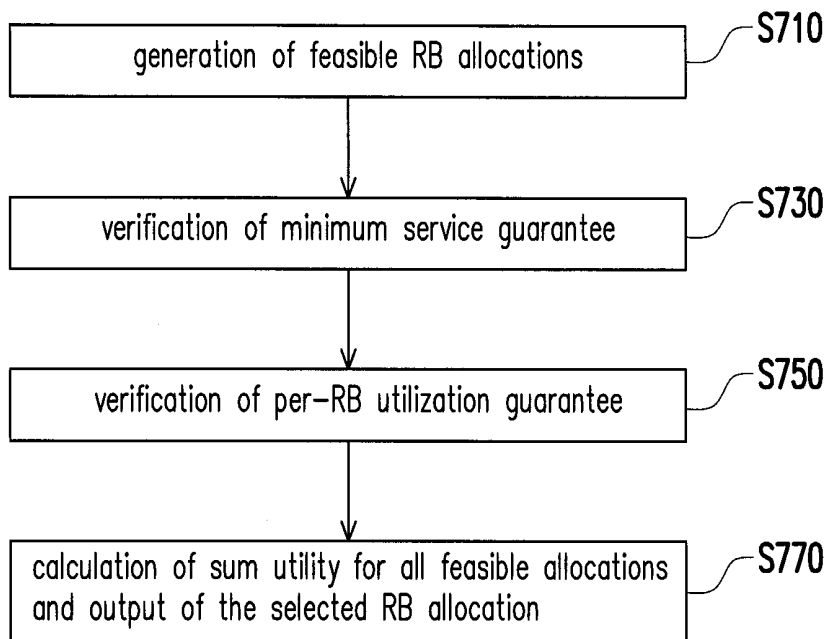 S710
generation of feasible RB allocations
S730
verification of minimum service guarantee
S750
verification of per-RB utilization guarantee
S770
calculation of sum utility for all feasible allocations
and output of the selected RB allocation